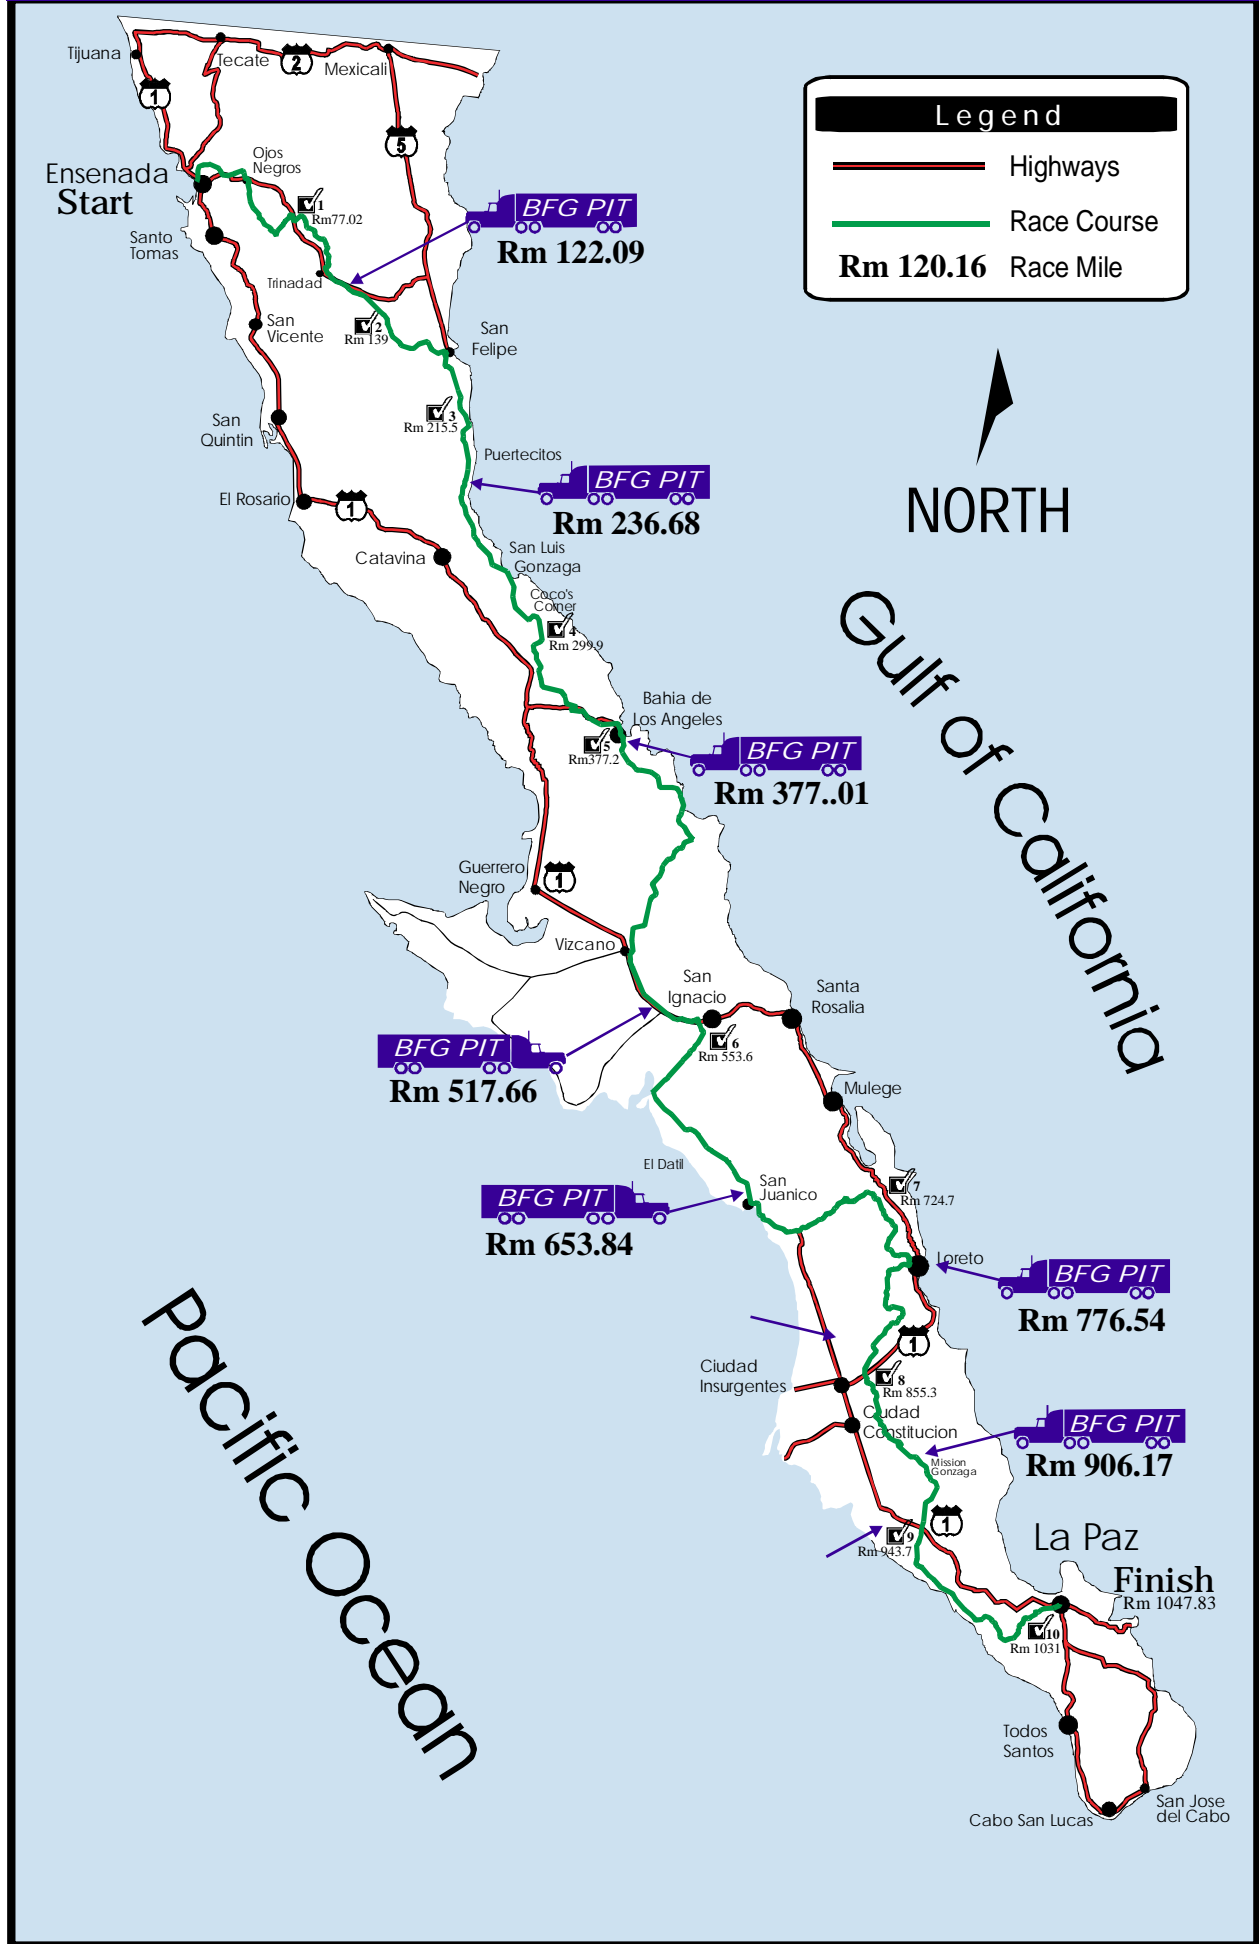 Tijuana
Tecate
2
Mexicali
1
5
Legend
Highways
Race Course
Rm 120.16 Race Mile
Ensenada
Start
Ojos
Negros
1
Rm77.02
BFG PIT
Rm 122.09
Santo
Tomas
Trinadad
2
Rm 139
San
Vicente
San
Felipe
3
Rm 215.5
San
Quintin
Puertecitos
BFG PIT
Rm 236.68
El Rosario
1
NORTH
Catavina
San Luis
Gonzaga
Coco's
Corner
4
Rm 299.9
Gulf of California
Bahia de
Los Angeles
5
Rm377.2
BFG PIT
Rm 377..01
Guerrero
Negro
1
Vizcano
San
Ignacio
Santa
Rosalia
6
Rm 553.6
BFG PIT
Rm 517.66
Mulege
El Datil
San
Juanico
7
Rm 724.7
BFG PIT
Rm 653.84
Loreto
BFG PIT
Rm 776.54
Pacific Ocean
1
Ciudad
Insurgentes
8
Rm 855.3
Ciudad
Constitucion
BFG PIT
Rm 906.17
Mission
Gonzaga
1
9
Rm 943.7
La Paz
Finish
Rm 1047.83
10
Rm 1031
Todos
Santos
San Jose
del Cabo
Cabo San Lucas